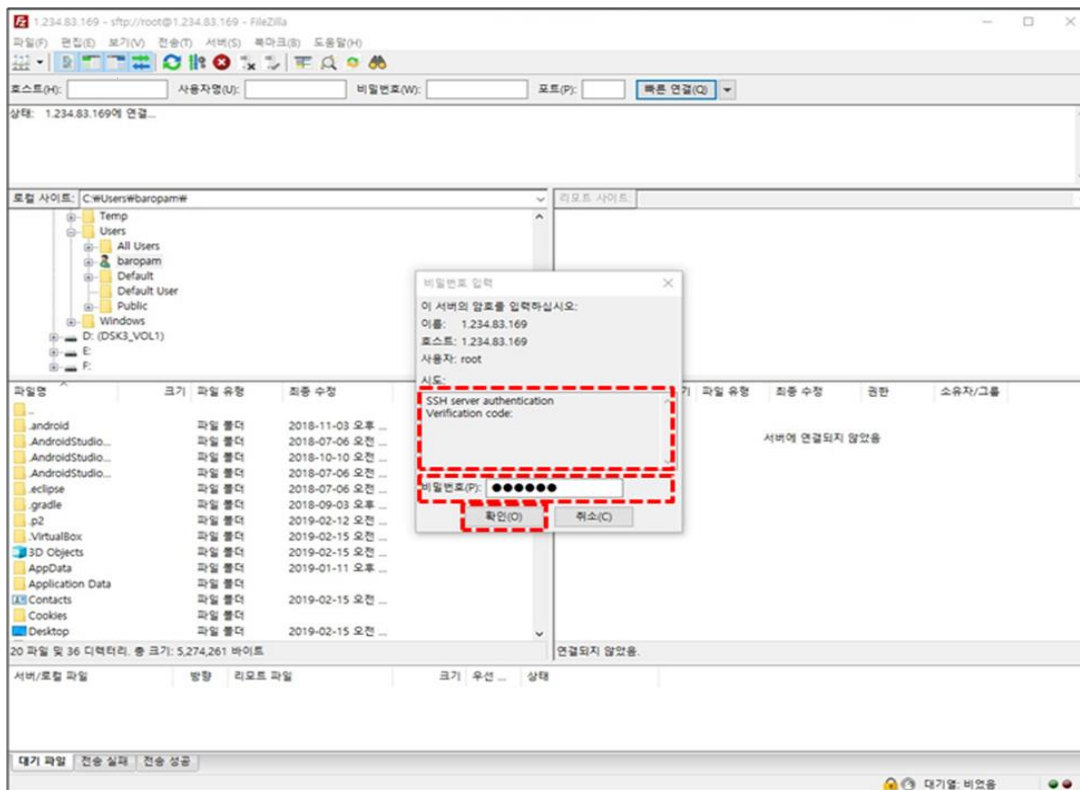 1.234.83.169 - sftp://root@1.234.83.169 - FileZilla
파일(F) 편집(E) 보기(V) 전송(T) 서버(S) 북마크(B) 도움말(H)
호스트(H): 사용자명(U): 비밀번호(W): 포트(P): 빠른 연결(Q)
상태: 1.234.83.169에 연결...
로컬 사이트: C:₩Users₩baropam₩
리모트 사이트:
Temp
Users
All Users
baropam
Default
Default User
Public
Windows
D: (DSK3_VOL1)
E:
F:
비밀번호 입력
이 서버의 암호를 입력하십시오:
이름: 1.234.83.169
호스트: 1.234.83.169
사용자: root
시도:
SSH server authentication
Verification code:
비밀번호(P): ●●●●●●
확인(O) 취소(C)
파일명 크기 파일 유형 최종 수정
..
.android 파일 폴더 2018-11-03 오후 ...
.AndroidStudio... 파일 폴더 2018-07-06 오전 ...
.AndroidStudio... 파일 폴더 2018-10-10 오전 ...
.AndroidStudio... 파일 폴더 2018-07-06 오전 ...
.eclipse 파일 폴더 2018-07-06 오전 ...
.gradle 파일 폴더 2018-09-03 오후 ...
.p2 파일 폴더 2019-02-12 오전 ...
.VirtualBox 파일 폴더 2019-02-15 오전 ...
3D Objects 파일 폴더 2019-02-15 오전 ...
AppData 파일 폴더 2019-01-11 오후 ...
Application Data 파일 폴더
Contacts 파일 폴더 2019-02-15 오전 ...
Cookies 파일 폴더
Desktop 파일 폴더 2019-02-15 오전 ...
20 파일 및 36 디렉터리. 총 크기: 5,274,261 바이트
파일 유형 최종 수정 권한 소유자/그룹
서버에 연결되지 않았음
연결되지 않았음.
서버/로컬 파일 방향 리모트 파일 크기 우선 ... 상태
대기 파일 전송 실패 전송 성공
대기열: 비었음